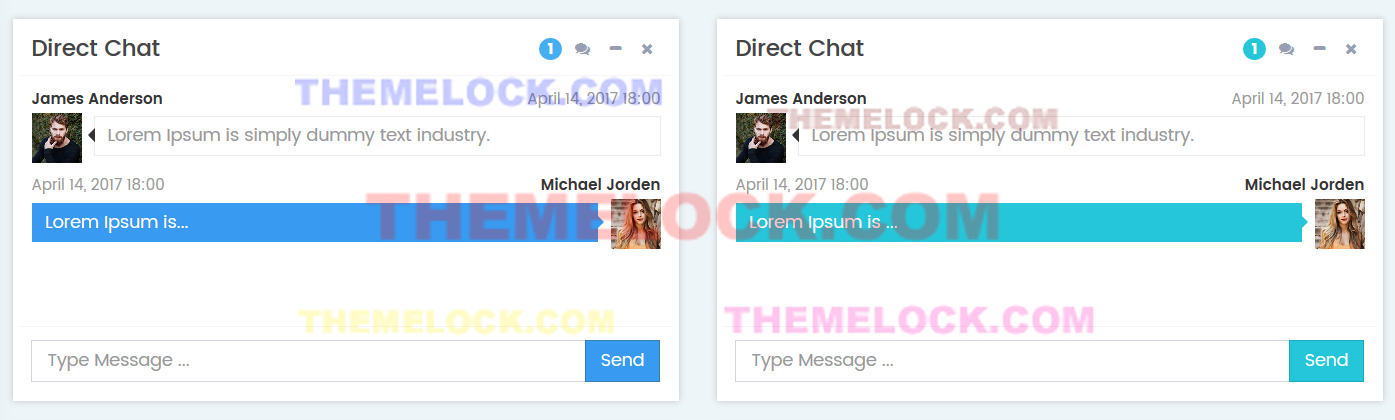 Direct Chat
1
THEMELOCK.COM
James Anderson
April 14, 2017 18:00
Lorem Ipsum is simply dummy text industry.
April 14, 2017 18:00
Michael Jorden
Lorem Ipsum is...
THEMELOCK.COM
THEMELOCK.COM
Type Message ...
Send
Direct Chat
1
James Anderson
April 14, 2017 18:00
THEMELOCK.COM
Lorem Ipsum is simply dummy text industry.
April 14, 2017 18:00
Michael Jorden
Lorem Ipsum is ...
THEMELOCK.COM
Type Message ...
Send